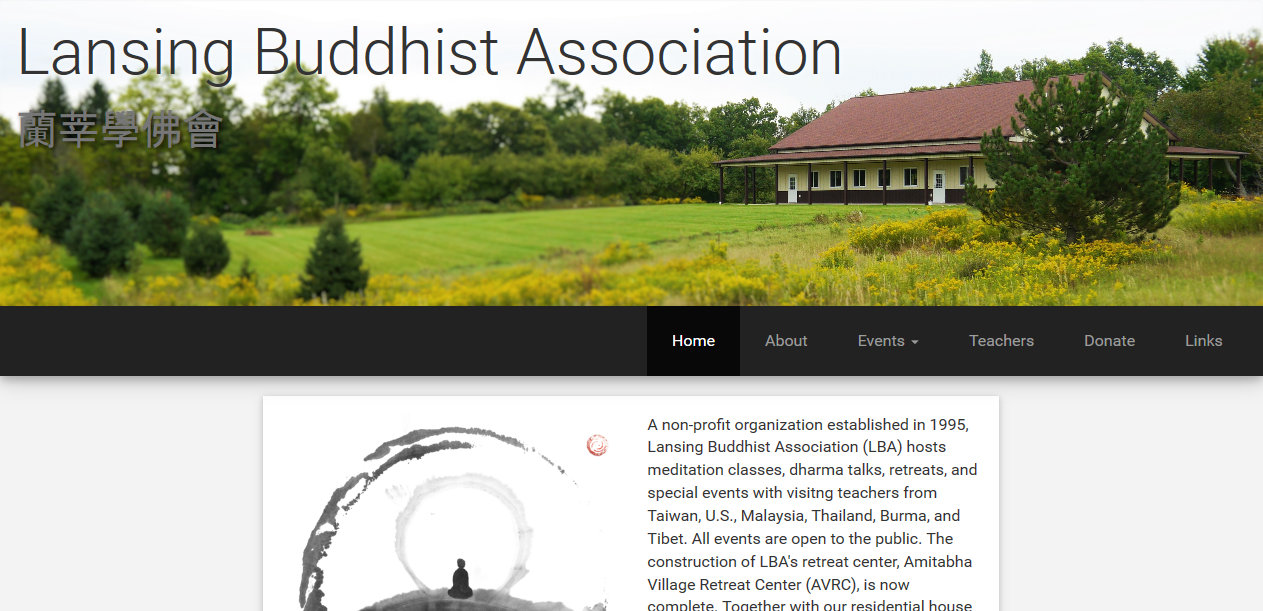 Lansing Buddhist Association
蘭莘學佛會
Home About Events Teachers Donate Links
A non-profit organization established in 1995,
Lansing Buddhist Association (LBA) hosts
meditation classes, dharma talks, retreats, and
special events with visitng teachers from
Taiwan, U.S., Malaysia, Thailand, Burma, and
Tibet. All events are open to the public. The
construction of LBA's retreat center, Amitabha
Village Retreat Center (AVRC), is now
complete. Together with our residential house